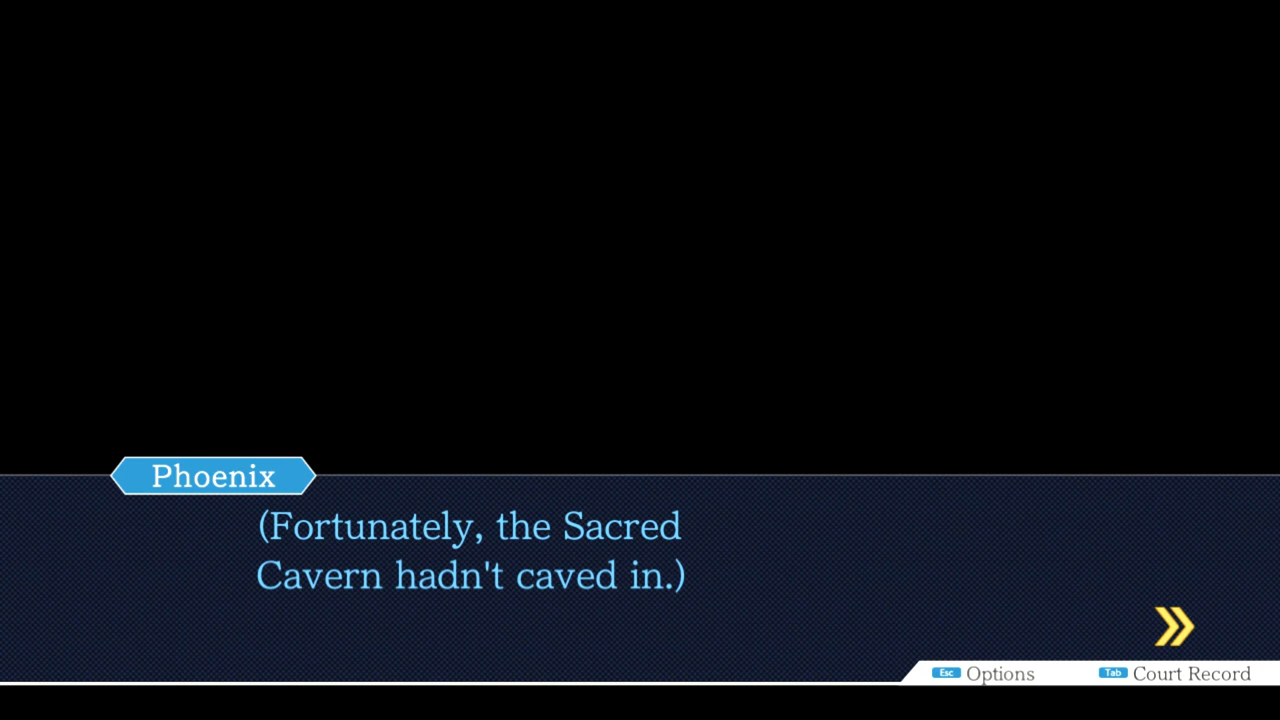 Phoenix
(Fortunately, the Sacred
Cavern hadn't caved in.)
Esc Options Tab Court Record